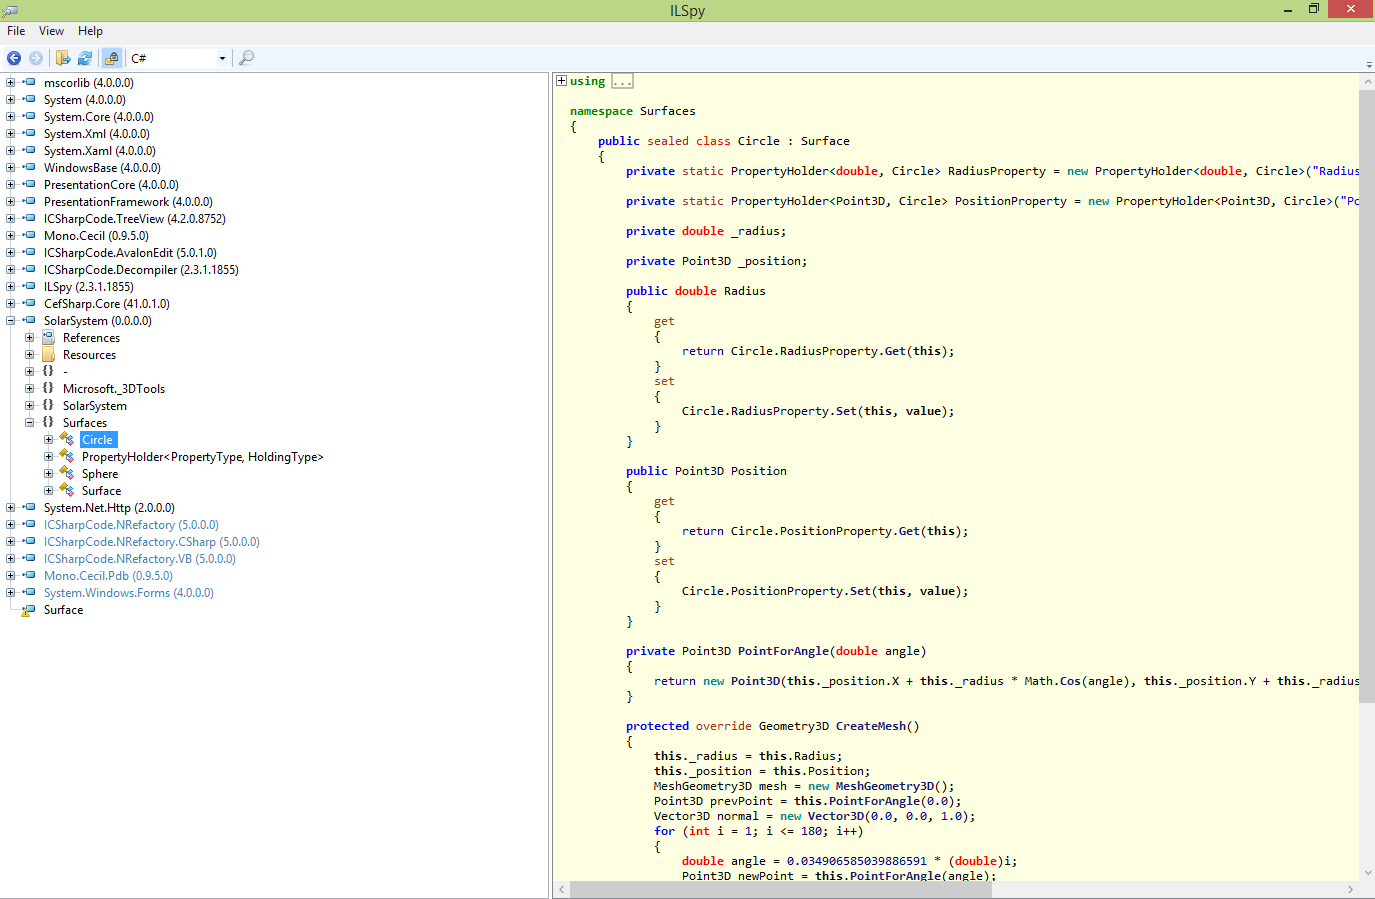 ILSpy
File View Help
C#
mscorlib (4.0.0.0)
System (4.0.0.0)
System.Core (4.0.0.0)
System.Xml (4.0.0.0)
System.Xaml (4.0.0.0)
WindowsBase (4.0.0.0)
PresentationCore (4.0.0.0)
PresentationFramework (4.0.0.0)
ICSharpCode.TreeView (4.2.0.8752)
Mono.Cecil (0.9.5.0)
ICSharpCode.AvalonEdit (5.0.1.0)
ICSharpCode.Decompiler (2.3.1.1855)
ILSpy (2.3.1.1855)
CefSharp.Core (41.0.1.0)
SolarSystem (0.0.0.0)
References
Resources
{} -
{} Microsoft._3DTools
{} SolarSystem
{} Surfaces
Circle
PropertyHolder<PropertyType, HoldingType>
Sphere
Surface
System.Net.Http (2.0.0.0)
ICSharpCode.NRefactory (5.0.0.0)
ICSharpCode.NRefactory.CSharp (5.0.0.0)
ICSharpCode.NRefactory.VB (5.0.0.0)
Mono.Cecil.Pdb (0.9.5.0)
System.Windows.Forms (4.0.0.0)
Surface
using ...
namespace Surfaces
{
public sealed class Circle : Surface
{
private static PropertyHolder<double, Circle> RadiusProperty = new PropertyHolder<double, Circle>("Radius
private static PropertyHolder<Point3D, Circle> PositionProperty = new PropertyHolder<Point3D, Circle>("Po
private double _radius;
private Point3D _position;
public double Radius
{
get
{
return Circle.RadiusProperty.Get(this);
}
set
{
Circle.RadiusProperty.Set(this, value);
}
}
public Point3D Position
{
get
{
return Circle.PositionProperty.Get(this);
}
set
{
Circle.PositionProperty.Set(this, value);
}
}
private Point3D PointForAngle(double angle)
{
return new Point3D(this._position.X + this._radius * Math.Cos(angle), this._position.Y + this._radius
}
protected override Geometry3D CreateMesh()
{
this._radius = this.Radius;
this._position = this.Position;
MeshGeometry3D mesh = new MeshGeometry3D();
Point3D prevPoint = this.PointForAngle(0.0);
Vector3D normal = new Vector3D(0.0, 0.0, 1.0);
for (int i = 1; i <= 180; i++)
{
double angle = 0.034906585039886591 * (double)i;
Point3D newPoint = this.PointForAngle(angle);